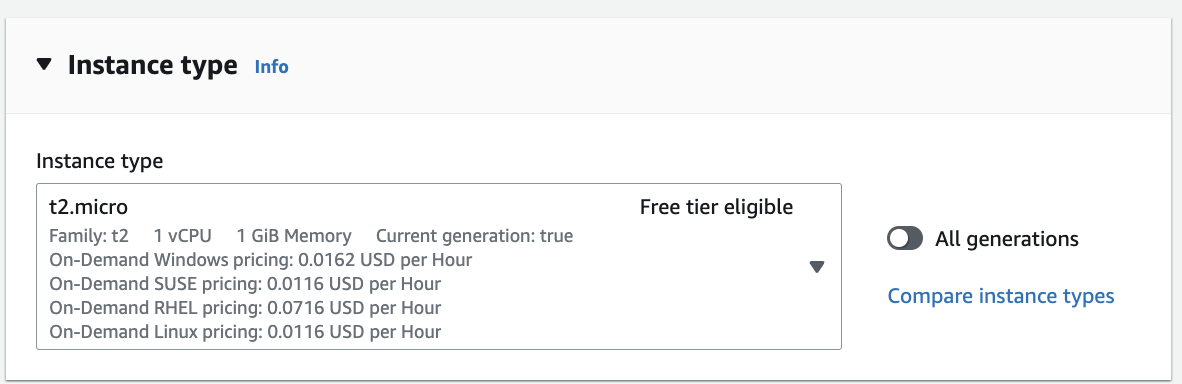 Instance type Info
Instance type
t2.micro Free tier eligible
Family: t2 1 vCPU 1 GiB Memory Current generation: true
On-Demand Windows pricing: 0.0162 USD per Hour
On-Demand SUSE pricing: 0.0116 USD per Hour
On-Demand RHEL pricing: 0.0716 USD per Hour
On-Demand Linux pricing: 0.0116 USD per Hour
All generations
Compare instance types